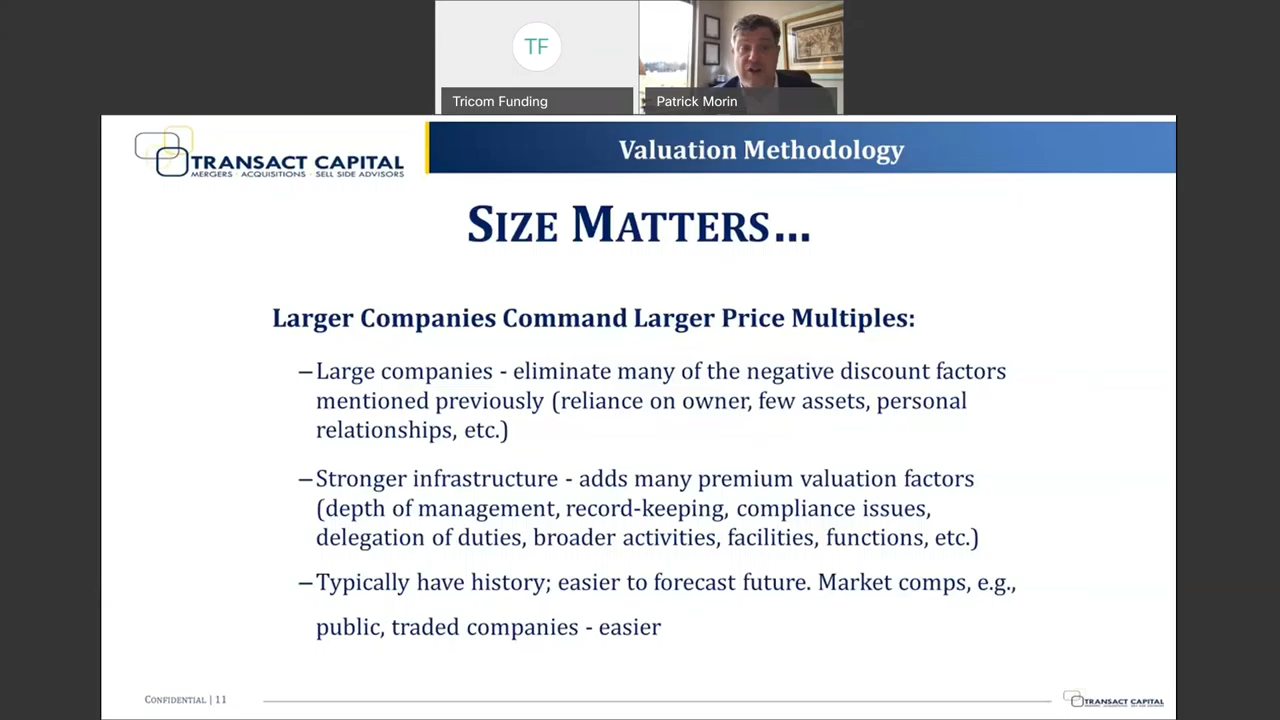 TF
Tricom Funding
Patrick Morin
TRANSACT CAPITAL
MERGERS · ACQUISITIONS · SELL SIDE ADVISORS
Valuation Methodology
SIZE MATTERS…
Larger Companies Command Larger Price Multiples:
–Large companies - eliminate many of the negative discount factors
mentioned previously (reliance on owner, few assets, personal
relationships, etc.)
–Stronger infrastructure - adds many premium valuation factors
(depth of management, record-keeping, compliance issues,
delegation of duties, broader activities, facilities, functions, etc.)
–Typically have history; easier to forecast future. Market comps, e.g.,
public, traded companies - easier
CONFIDENTIAL | 11
TRANSACT CAPITAL